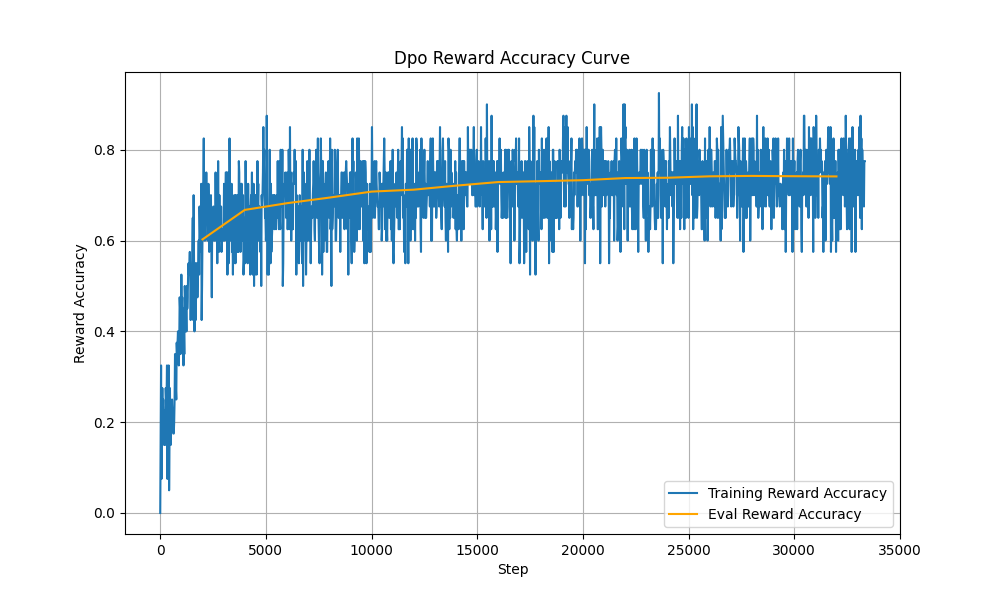 Dpo Reward Accuracy Curve
Reward Accuracy
0.8
0.6
0.4
0.2
0.0
Training Reward Accuracy
Eval Reward Accuracy
0 5000 10000 15000 20000 25000 30000 35000
Step